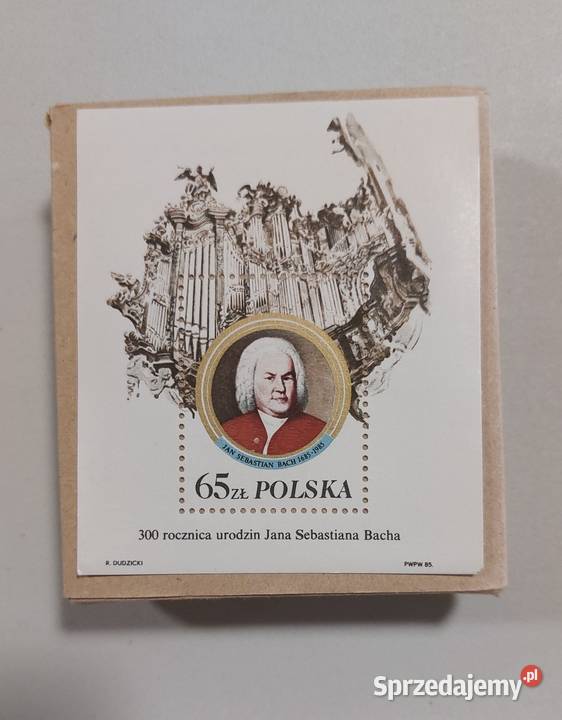 JAN SEBASTIAN BACH 1685-1985
65ZŁ POLSKA
300 rocznica urodzin Jana Sebastiana Bacha
R. DUDZICKI PWPW 85.
Sprzedajemy.pl